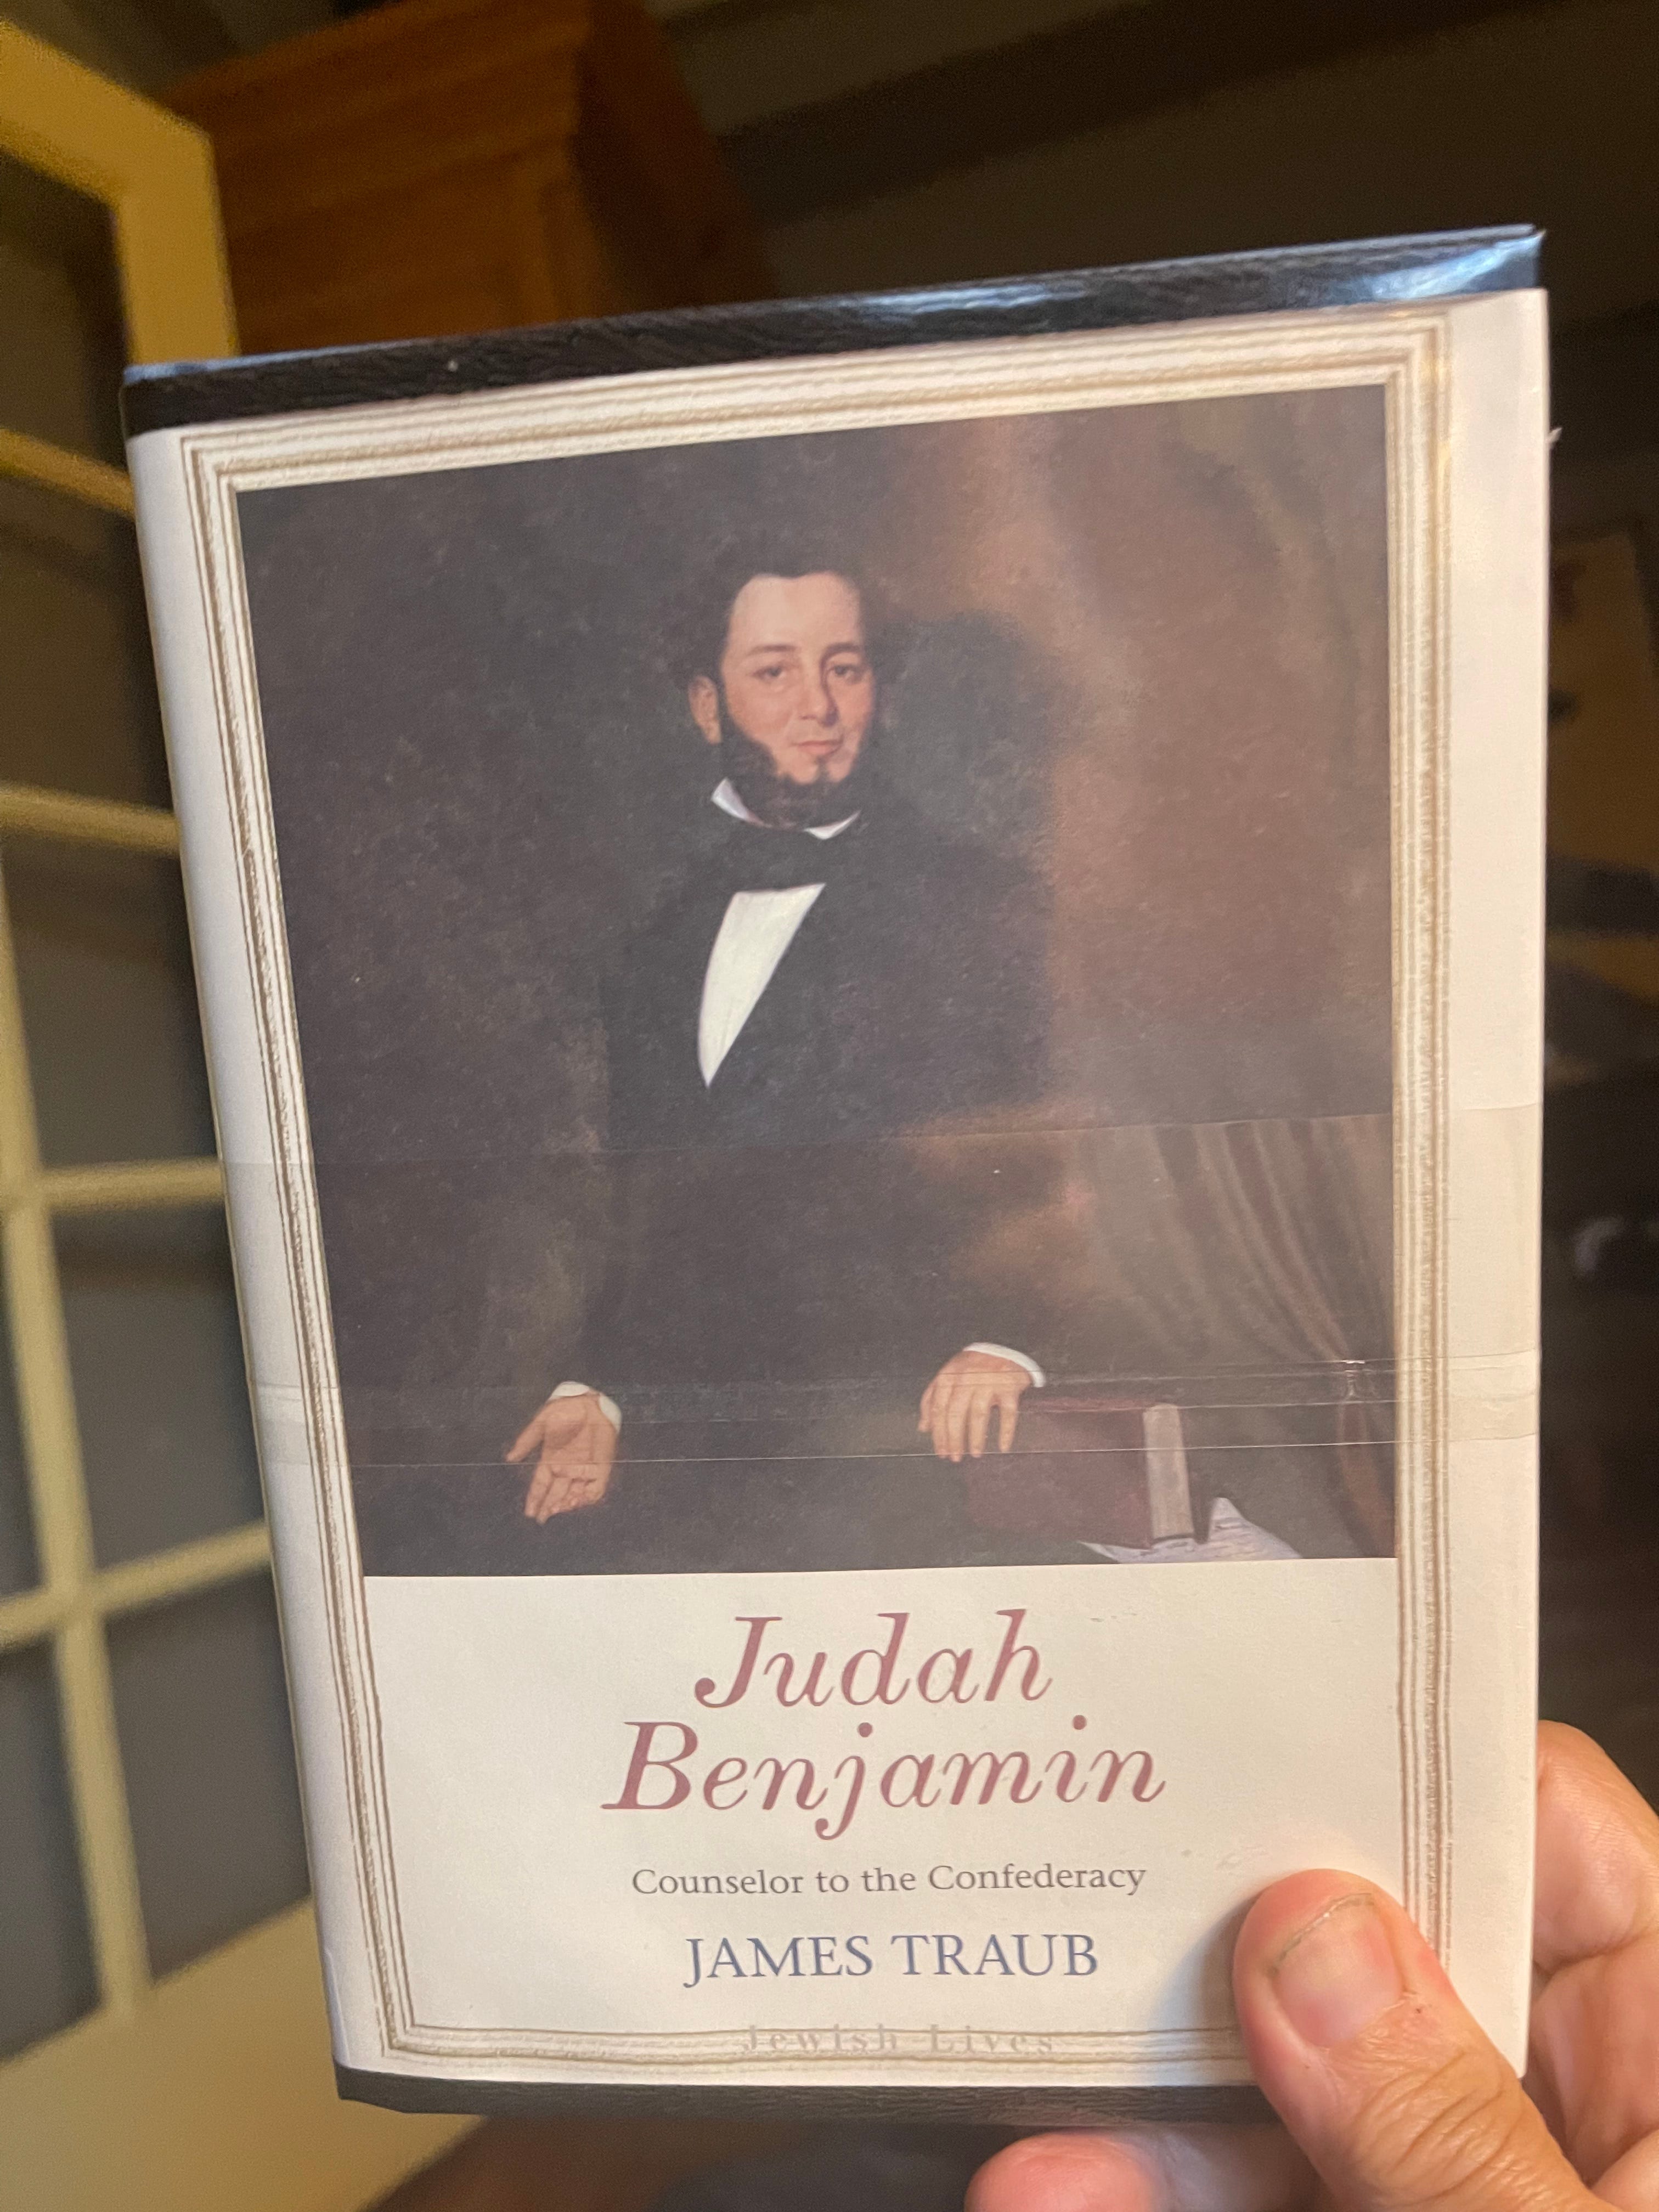 Judah
Benjamin
Counselor to the Confederacy
JAMES TRAUB
Jewish Lives